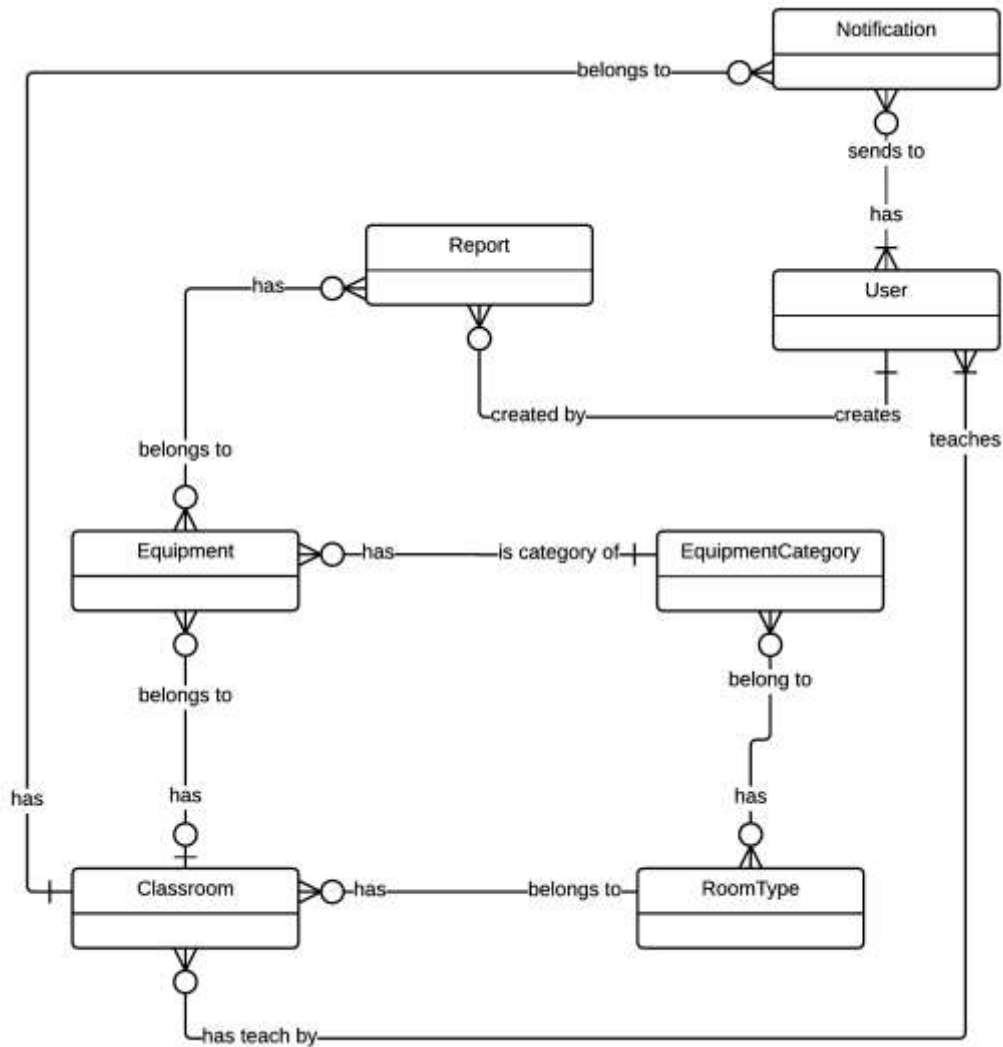 Notification
belongs to
sends to
has
Report
has
User
created by
creates
teaches
belongs to
Equipment
has
is category of
EquipmentCategory
belongs to
belong to
has
has
has
Classroom
has
belongs to
RoomType
has teach by